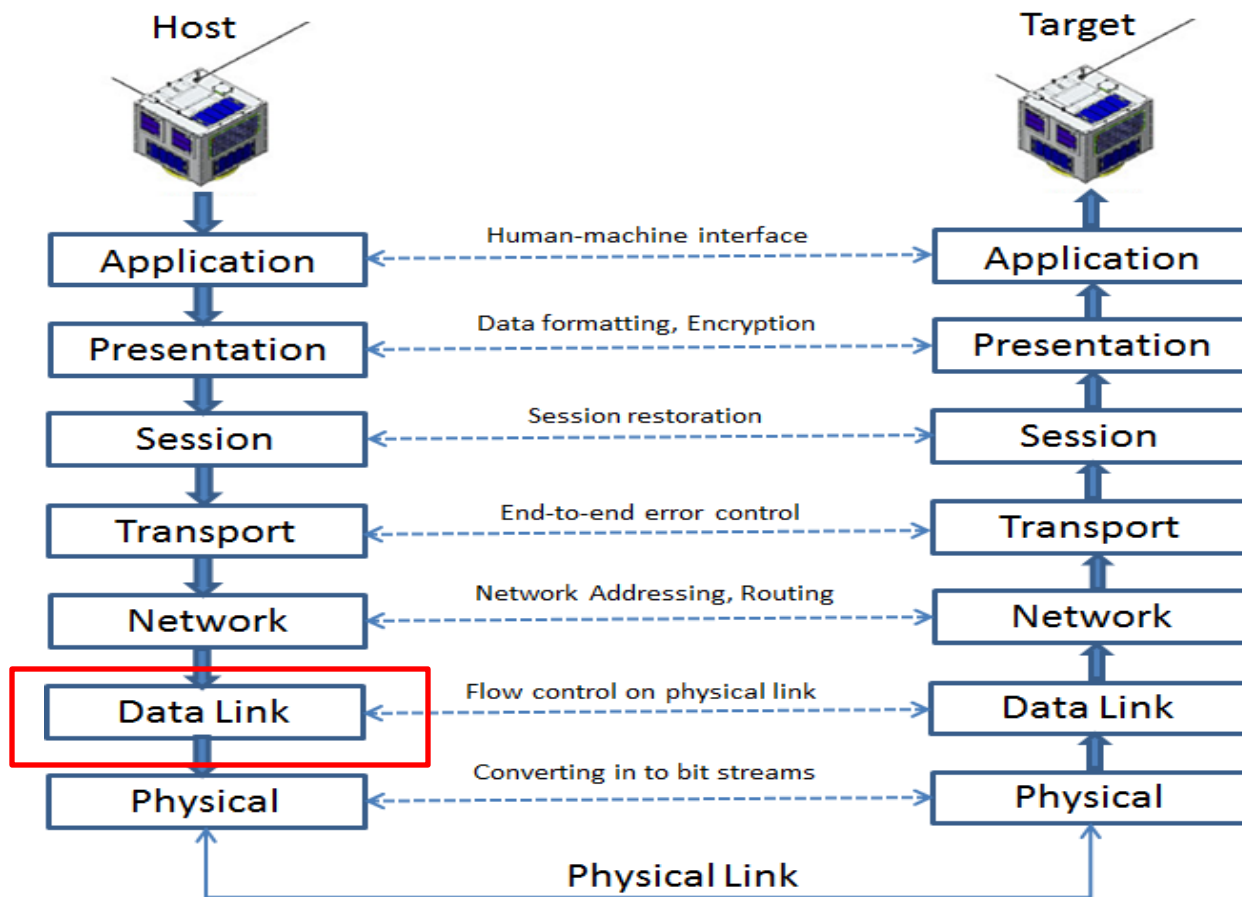 Host
Target
Application
Human-machine interface
Application
Presentation
Data formatting, Encryption
Presentation
Session
Session restoration
Session
Transport
End-to-end error control
Transport
Network
Network Addressing, Routing
Network
Data Link
Flow control on physical link
Data Link
Physical
Converting in to bit streams
Physical
Physical Link